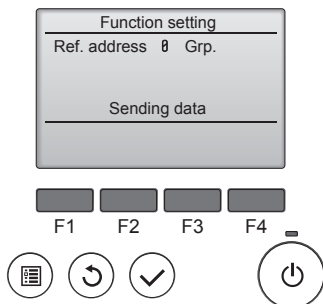 Function setting
Ref. address 0 Grp.
Sending data
F1 F2 F3 F4